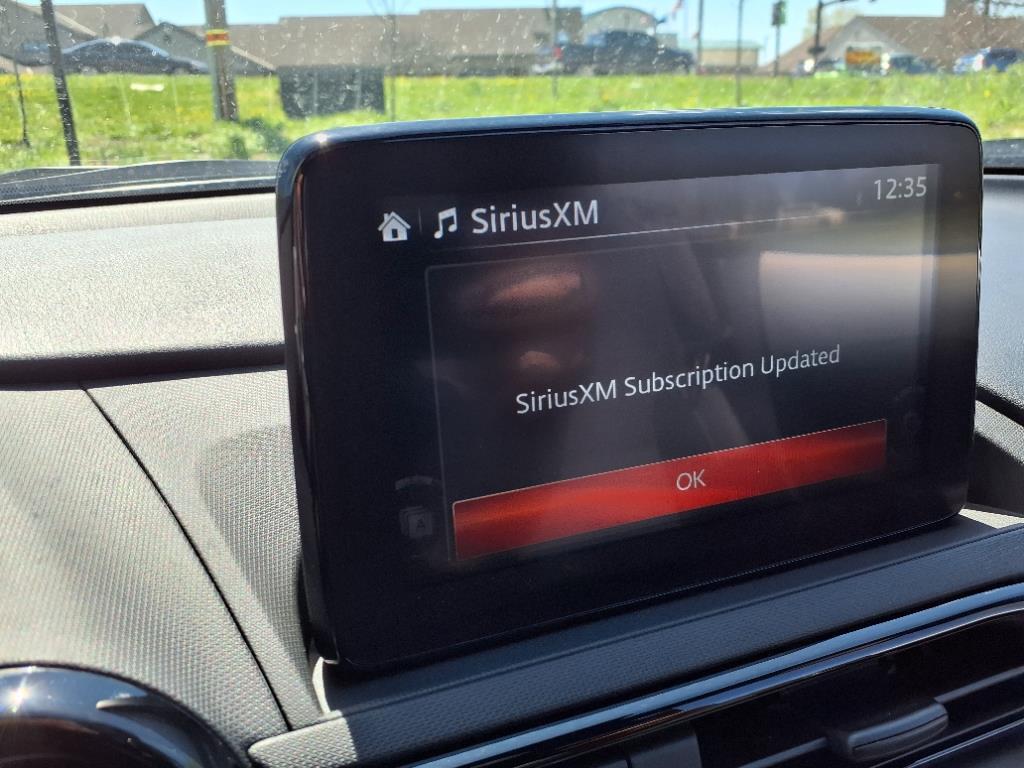 SiriusXM
12:35
SiriusXM Subscription Updated
OK
A